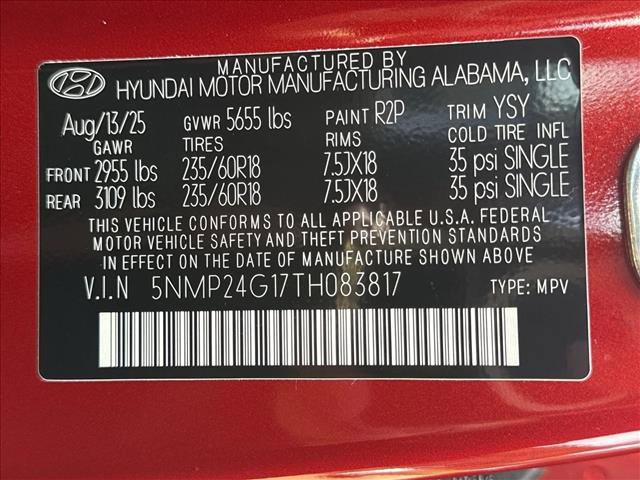 MANUFACTURED BY
HYUNDAI MOTOR MANUFACTURING ALABAMA, LLC
Aug/13/25 GVWR 5655 lbs PAINT R2P TRIM YSY
GAWR TIRES RIMS COLD TIRE INFL
FRONT 2955 lbs 235/60R18 7.5JX18 35 psi SINGLE
REAR 3109 lbs 235/60R18 7.5JX18 35 psi SINGLE
THIS VEHICLE CONFORMS TO ALL APPLICABLE U.S.A. FEDERAL
MOTOR VEHICLE SAFETY AND THEFT PREVENTION STANDARDS
IN EFFECT ON THE DATE OF MANUFACTURE SHOWN ABOVE.
V.I.N 5NMP24G17TH083817 TYPE: MPV